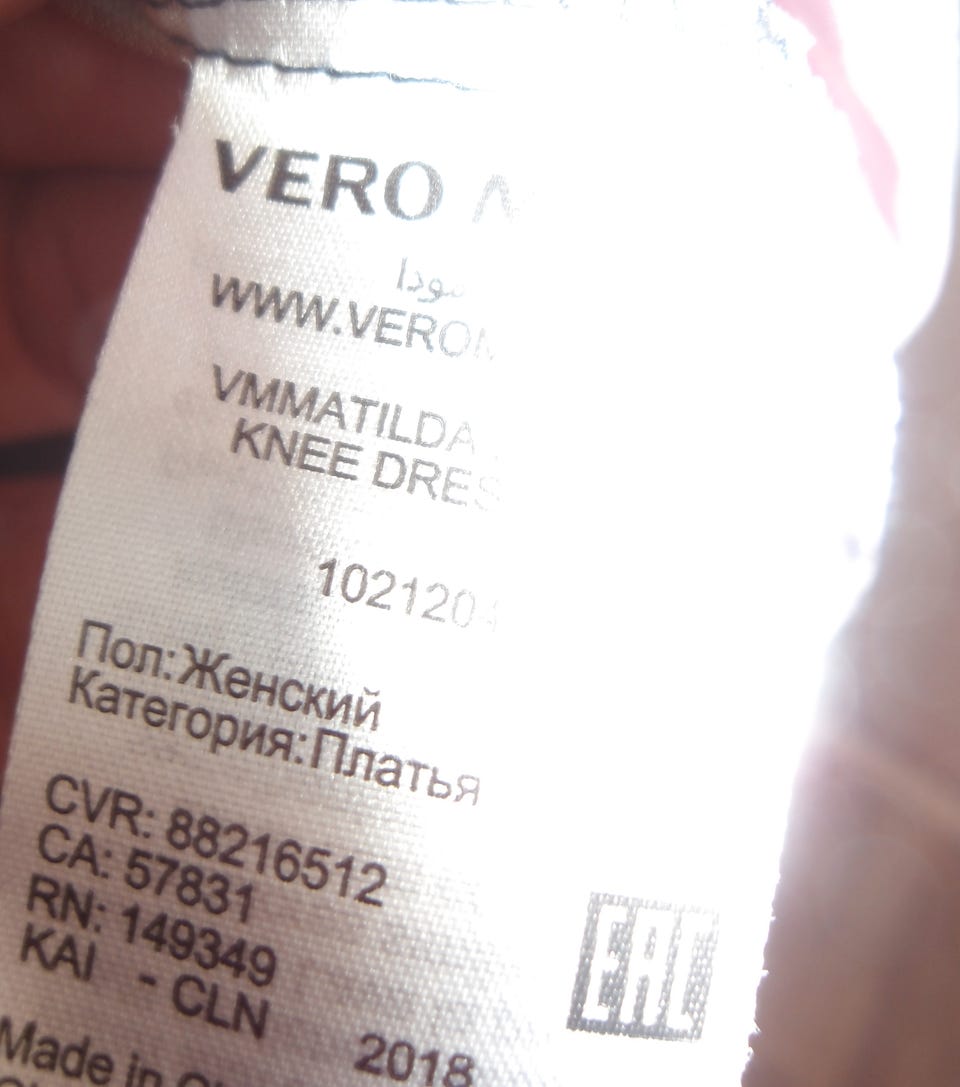 VERO
سودا
WWW.VERO
VMMATILDA
KNEE DRES
102120
Пол: Женский
Категория: Платья
CVR: 88216512
CA: 57831
RN: 149349
KAI - CLN
EAC
2018
Made in